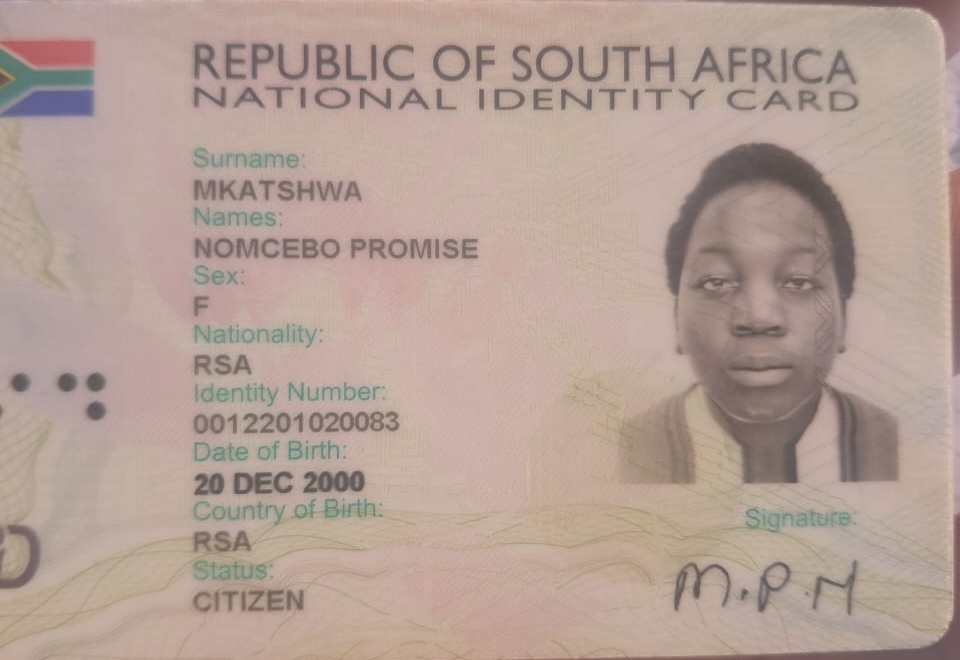 REPUBLIC OF SOUTH AFRICA
NATIONAL IDENTITY CARD
Surname:
MKATSHWA
Names:
NOMCEBO PROMISE
Sex:
F
Nationality:
RSA
Identity Number:
0012201020083
Date of Birth:
20 DEC 2000
Country of Birth:
RSA
Status:
CITIZEN
Signature:
M.P.M